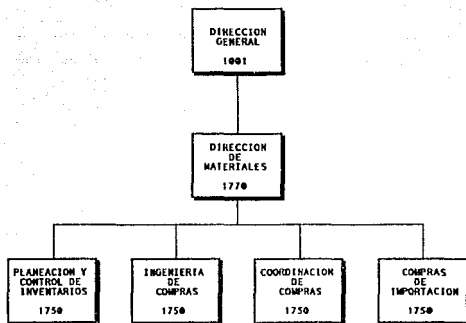 DIRECCION
GENERAL
1001
DIRECCION
DE
MATERIALES
1770
PLANEACION Y
CONTROL DE
INVENTARIOS
1750
INGENIERIA
DE
COMPRAS
1750
COORDINACION
DE
COMPRAS
1750
COMPRAS
DE
IMPORTACION
1750